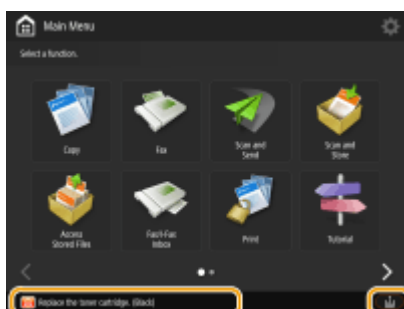 Main Menu
Select a function.
Copy
Fax
Scan and
Send
Scan and
Store
Access
Stored Files
Fax/I-Fax
Inbox
Print
Tutorial
Replace the toner cartridge. (Black)